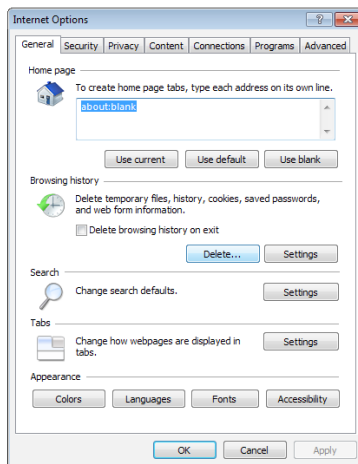 Internet Options
General Security Privacy Content Connections Programs Advanced
Home page
To create home page tabs, type each address on its own line.
about:blank
Use current Use default Use blank
Browsing history
Delete temporary files, history, cookies, saved passwords,
and web form information.
Delete browsing history on exit
Delete... Settings
Search
Change search defaults. Settings
Tabs
Change how webpages are displayed in
tabs. Settings
Appearance
Colors Languages Fonts Accessibility
OK Cancel Apply